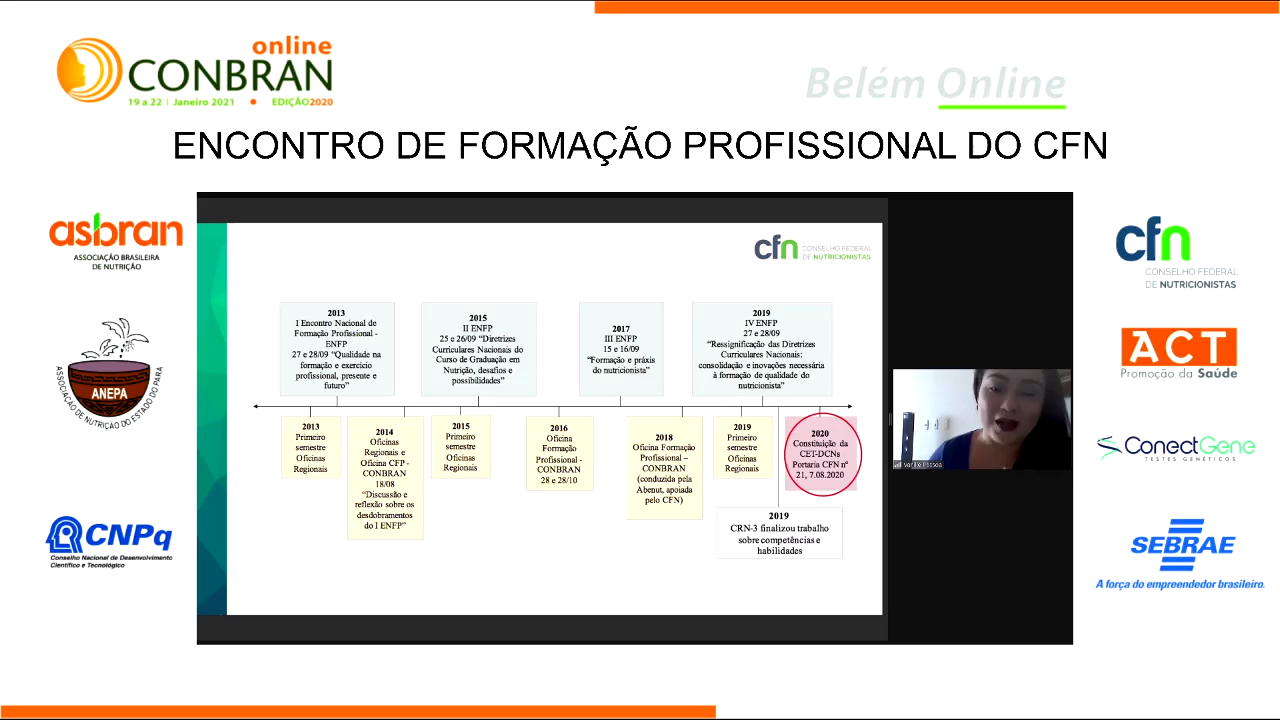 online
CONBRAN
19 a 22 | Janeiro 2021 • EDIÇÃO2020
Belém Online
ENCONTRO DE FORMAÇÃO PROFISSIONAL DO CFN
asbran
ASSOCIAÇÃO BRASILEIRA
DE NUTRIÇÃO
ANEPA
ASSOCIAÇÃO DE NUTRIÇÃO DO ESTADO DO PARÁ
CNPq
Conselho Nacional de Desenvolvimento
Científico e Tecnológico
cfn
CONSELHO FEDERAL
DE NUTRICIONISTAS
2013
I Encontro Nacional de
Formação Profissional -
ENFP
27 e 28/09 “Qualidade na
formação e exercício
profissional, presente e
futuro”
2015
II ENFP
25 e 26/09 “Diretrizes
Curriculares Nacionais do
Curso de Graduação em
Nutrição, desafios e
possibilidades”
2017
III ENFP
15 e 16/09
“Formação e práxis
do nutricionista”
2019
IV ENFP
27 e 28/09
“Ressignificação das Diretrizes
Curriculares Nacionais:
consolidação e inovações necessária
à formação de qualidade do
nutricionista”
2013
Primeiro
semestre
Oficinas
Regionais
2014
Oficinas
Regionais e
Oficina CFP -
CONBRAN
18/08
“Discussão e
reflexão sobre os
desdobramentos
do I ENFP”
2015
Primeiro
semestre
Oficinas
Regionais
2016
Oficina
Formação
Profissional -
CONBRAN
28 e 28/10
2018
Oficina Formação
Profissional –
CONBRAN
(conduzida pela
Abenut, apoiada
pelo CFN)
2019
Primeiro
semestre
Oficinas
Regionais
2020
Constituição da
CET-DCNs
Portaria CFN nº
21, 7.08.2020
2019
CRN-3 finalizou trabalho
sobre competências e
habilidades
cfn
CONSELHO FEDERAL
DE NUTRICIONISTAS
ACT
Promoção da Saúde
ConectGene
TESTES GENÉTICOS
SEBRAE
A força do empreendedor brasileiro.